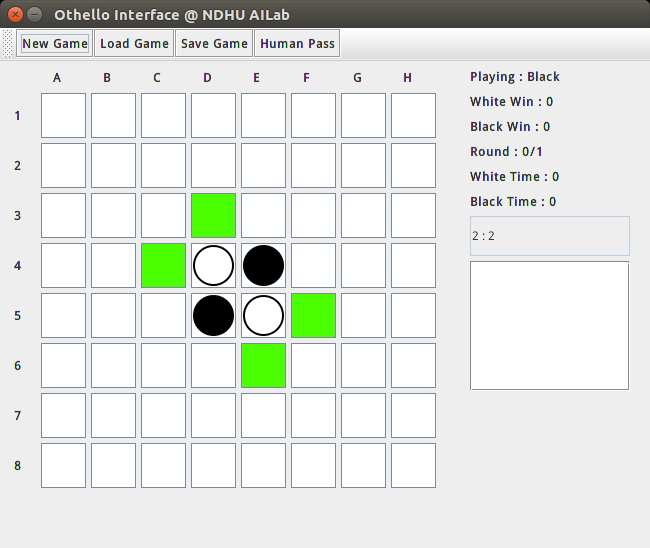 Othello Interface @ NDHU AILab
New Game Load Game Save Game Human Pass
A B C D E F G H
1
2
3
4
5
6
7
8
Playing : Black
White Win : 0
Black Win : 0
Round : 0/1
White Time : 0
Black Time : 0
2 : 2